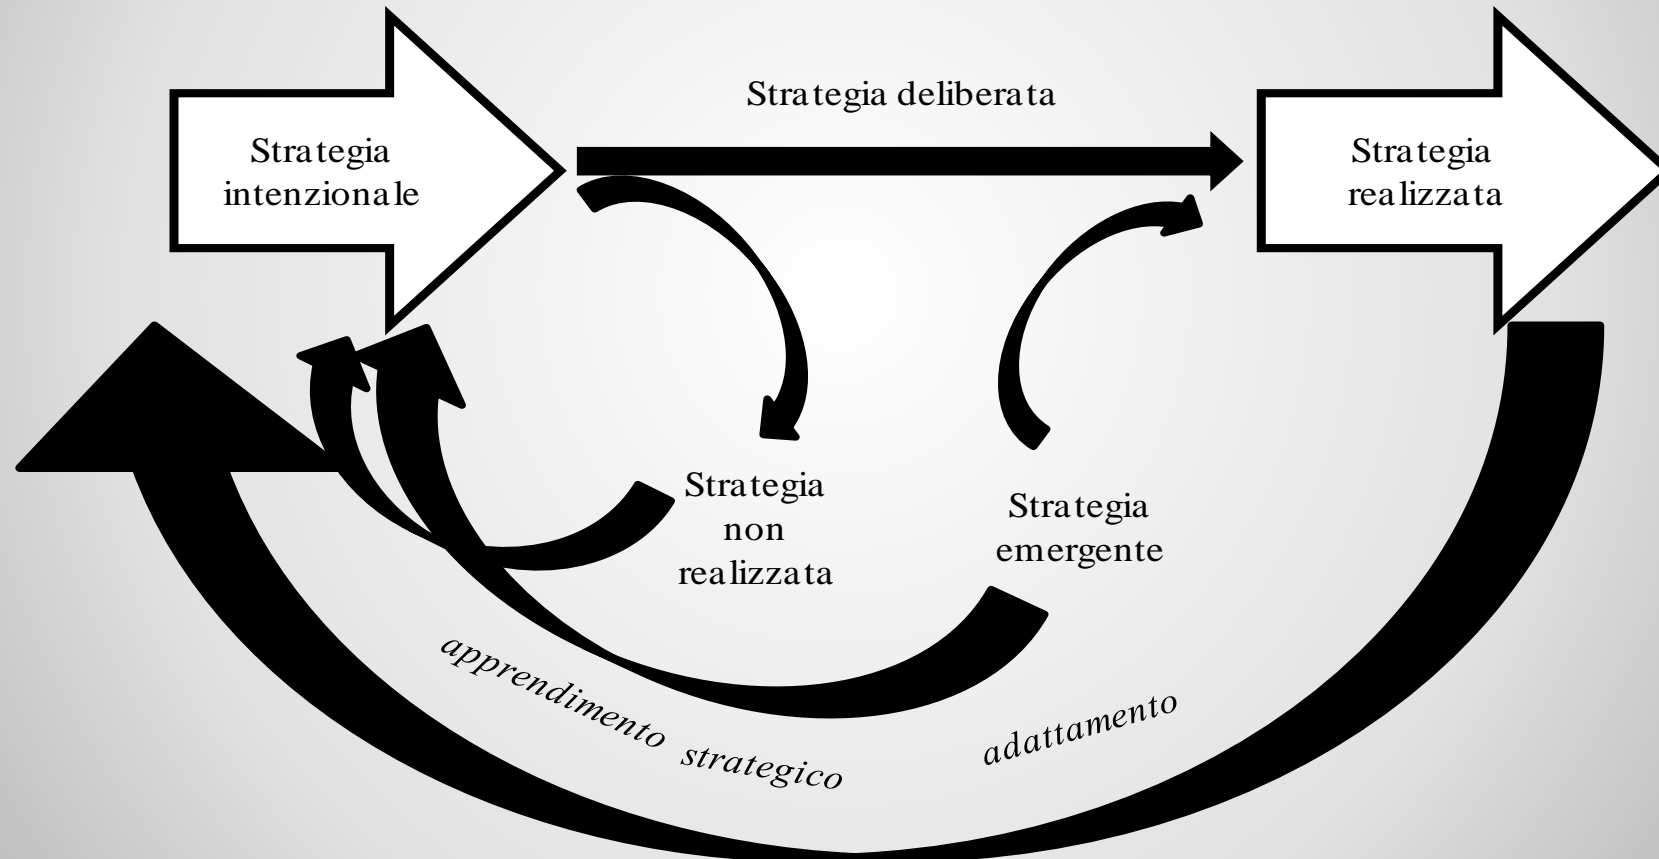 Strategia deliberata
Strategia
intenzionale
Strategia
realizzata
Strategia
non
realizzata
Strategia
emergente
apprendimento strategico
adattamento